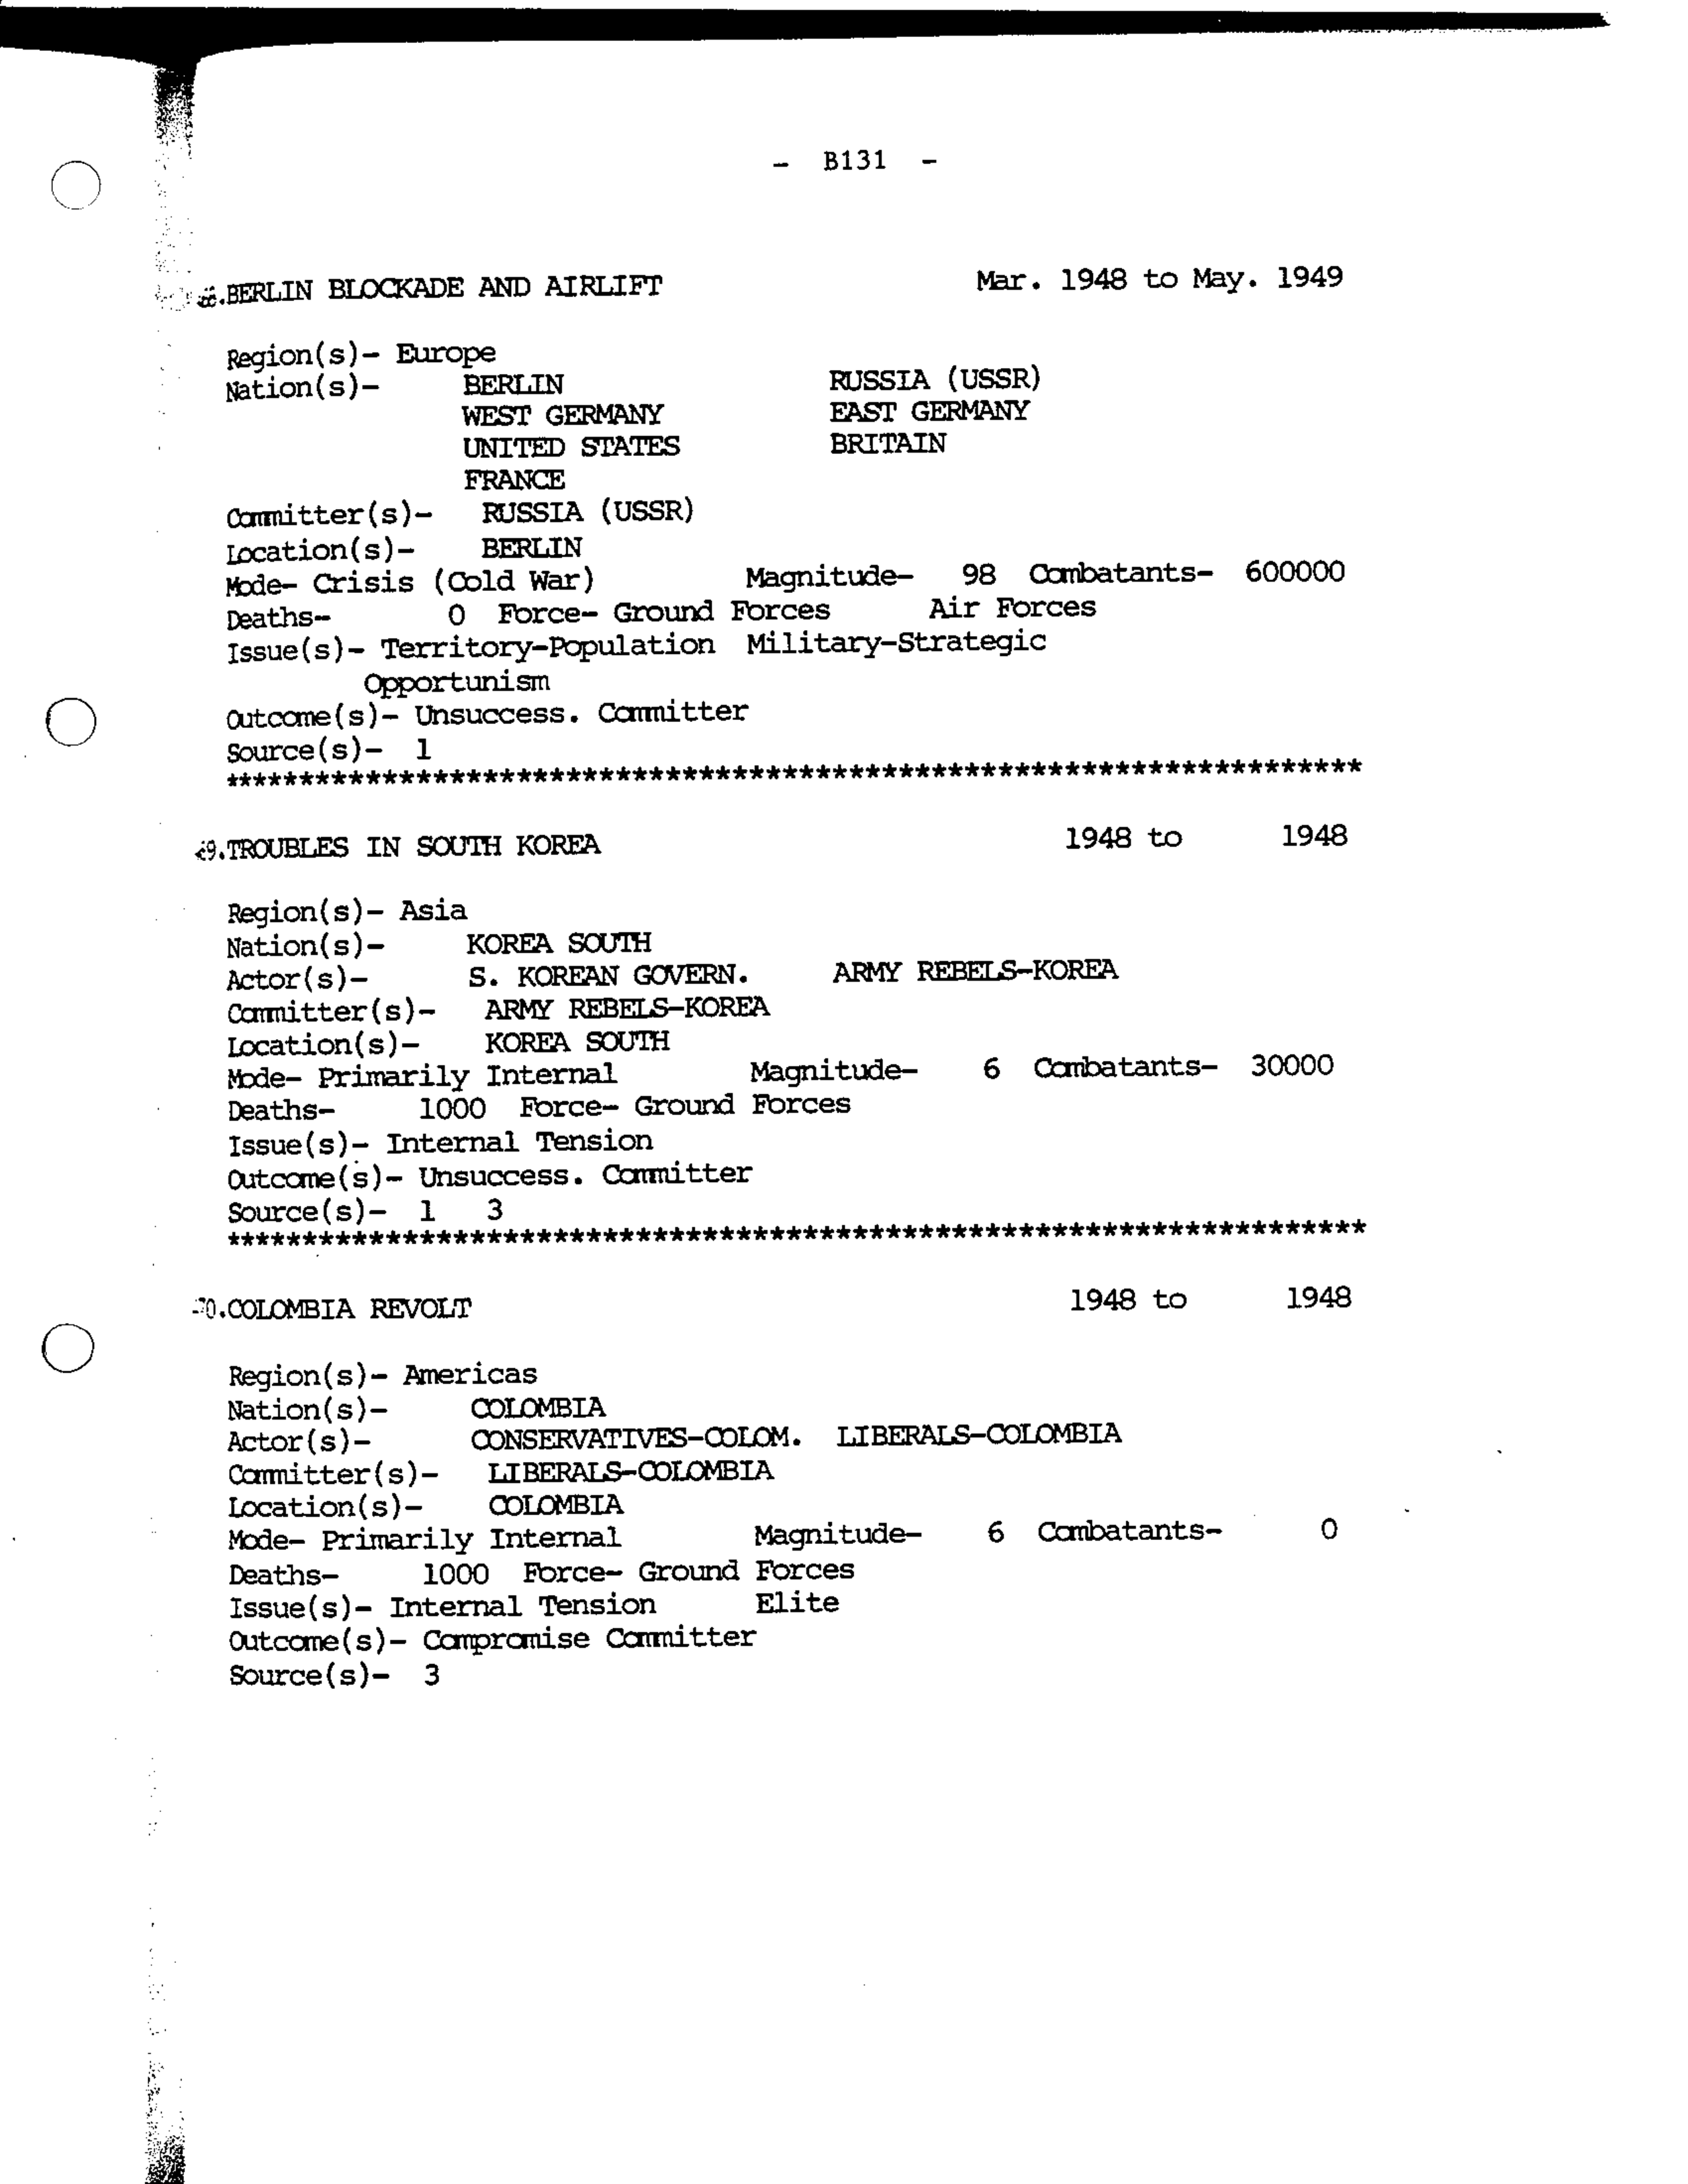 - B131 -
.BERLIN BLOCKADE AND AIRLIFT Mar. 1948 to May. 1949
Region(s)- Europe
Nation(s)- BERLIN RUSSIA (USSR)
WEST GERMANY EAST GERMANY
UNITED STATES BRITAIN
FRANCE
Committer(s)- RUSSIA (USSR)
Location(s)- BERLIN
Mode- Crisis (Cold War) Magnitude- 98 Combatants- 600000
Deaths- 0 Force- Ground Forces Air Forces
Issue(s)- Territory-Population Military-Strategic
Opportunism
Outcome(s)- Unsuccess. Committer
Source(s)- 1
********************************************************************
9.TROUBLES IN SOUTH KOREA 1948 to 1948
Region(s)- Asia
Nation(s)- KOREA SOUTH
Actor(s)- S. KOREAN GOVERN. ARMY REBELS-KOREA
Committer(s)- ARMY REBELS-KOREA
Location(s)- KOREA SOUTH
Mode- Primarily Internal Magnitude- 6 Combatants- 30000
Deaths- 1000 Force- Ground Forces
Issue(s)- Internal Tension
Outcome(s)- Unsuccess. Committer
Source(s)- 1 3
********************************************************************
0.COLOMBIA REVOLT 1948 to 1948
Region(s)- Americas
Nation(s)- COLOMBIA
Actor(s)- CONSERVATIVES-COLOM. LIBERALS-COLOMBIA
Committer(s)- LIBERALS-COLOMBIA
Location(s)- COLOMBIA
Mode- Primarily Internal Magnitude- 6 Combatants- 0
Deaths- 1000 Force- Ground Forces
Issue(s)- Internal Tension Elite
Outcome(s)- Compromise Committer
Source(s)- 3